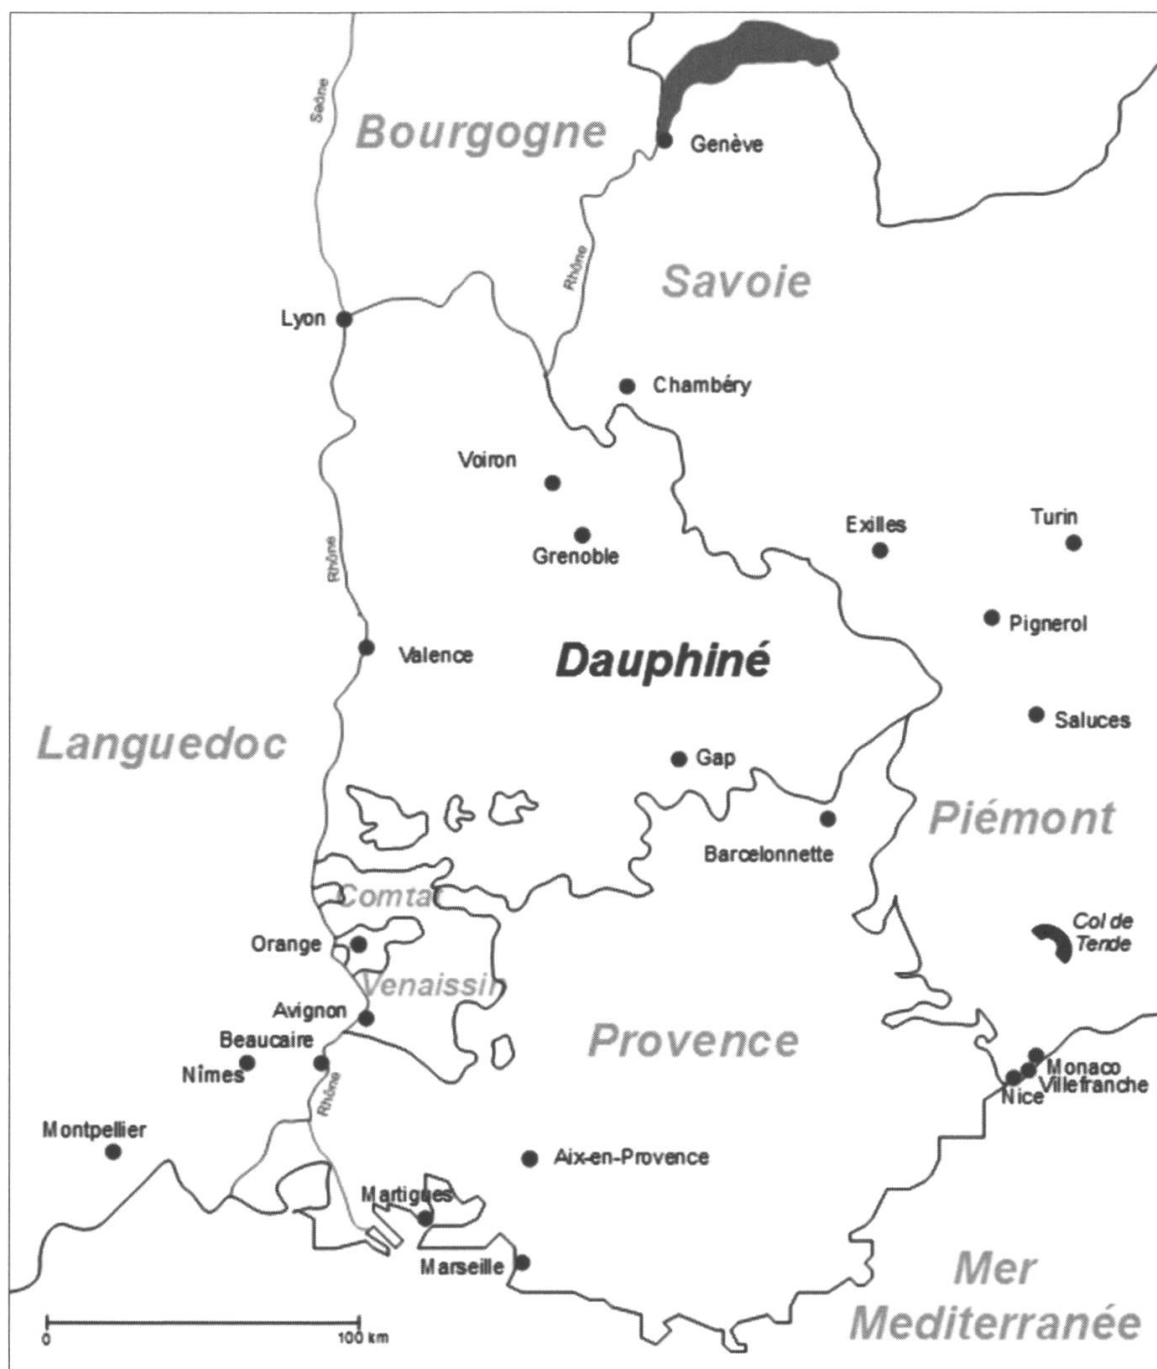 Saône
Bourgogne
Genève
Rhône
Savoie
Lyon
Chambéry
Voiron
Exilles
Turin
Grenoble
Rhône
Pignerol
Valence
Dauphiné
Saluces
Languedoc
Gap
Piémont
Barcelonnette
Comtat
Col de
Tende
Orange
Venaissin
Avignon
Beaucaire
Provence
Nîmes
Monaco
Villefranche
Nice
Rhône
Montpellier
Aix-en-Provence
Martigues
Marseille
Mer
Mediterranée
0
100 km